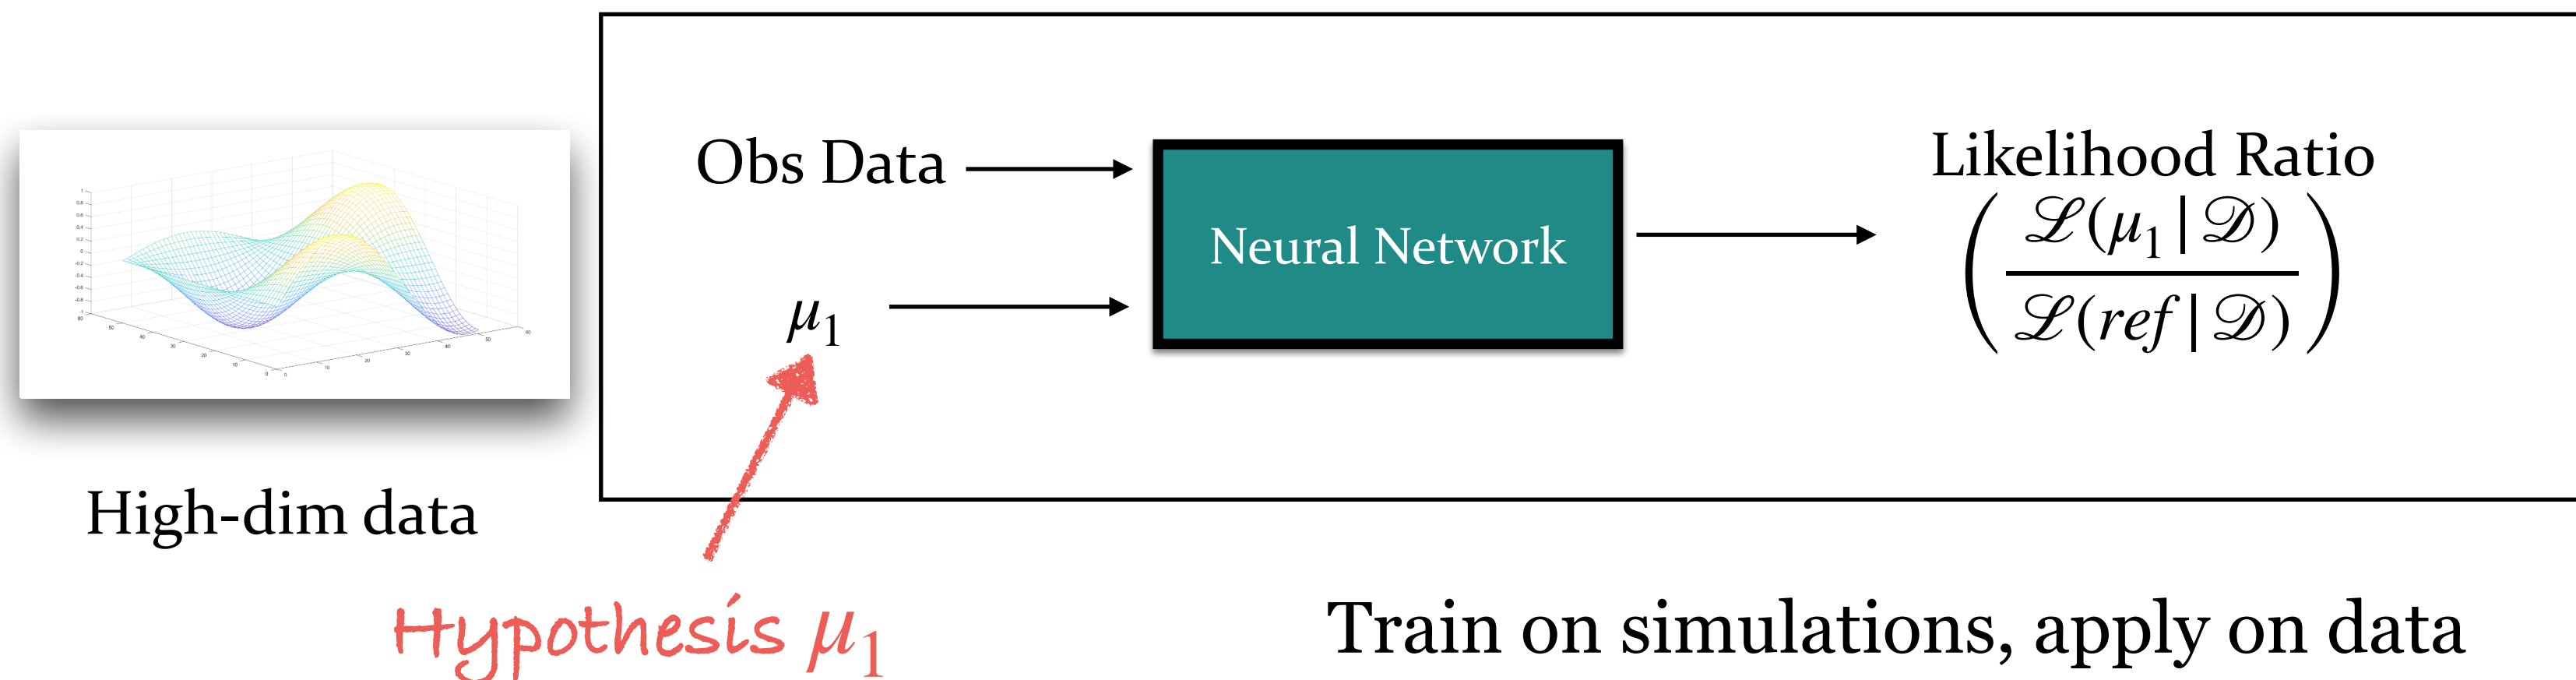 Obs Data
μ₁
Neural Network
Likelihood Ratio
( ℒ(μ₁ | 𝒟) / ℒ(ref | 𝒟) )
High-dim data
Hypothesis μ₁
Train on simulations, apply on data